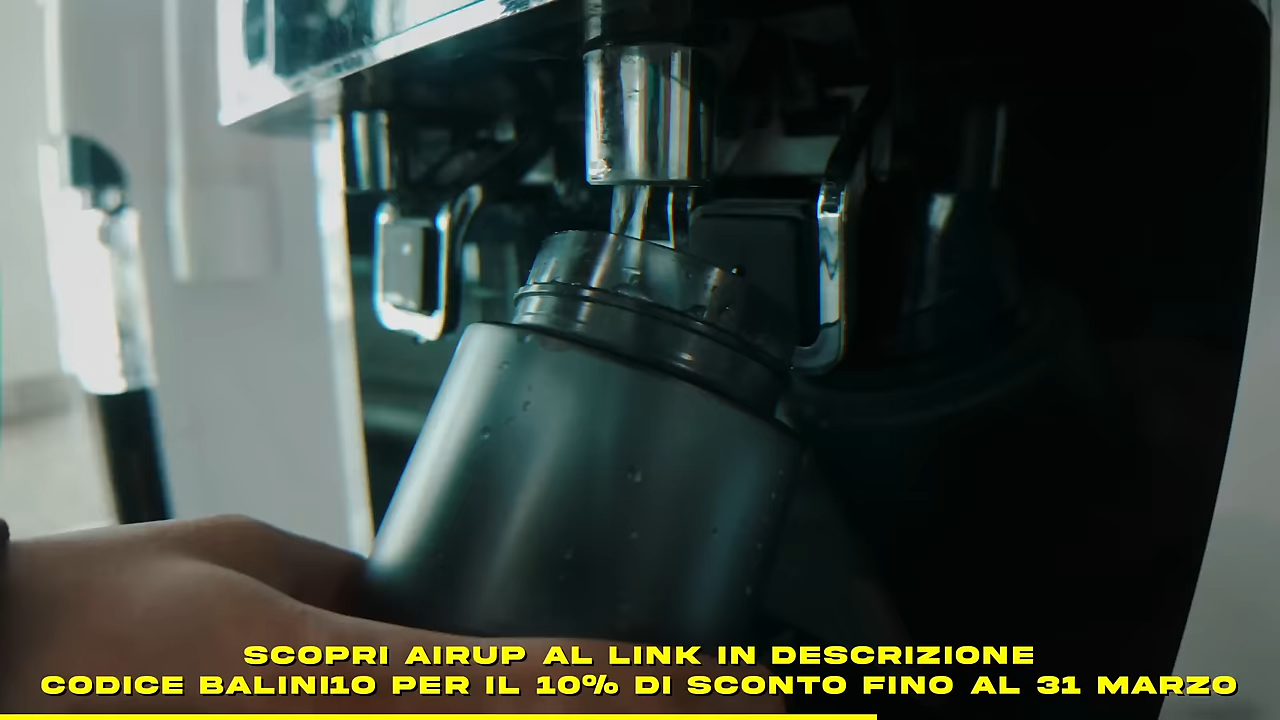 SCOPRI AIRUP AL LINK IN DESCRIZIONE
CODICE BALINI10 PER IL 10% DI SCONTO FINO AL 31 MARZO